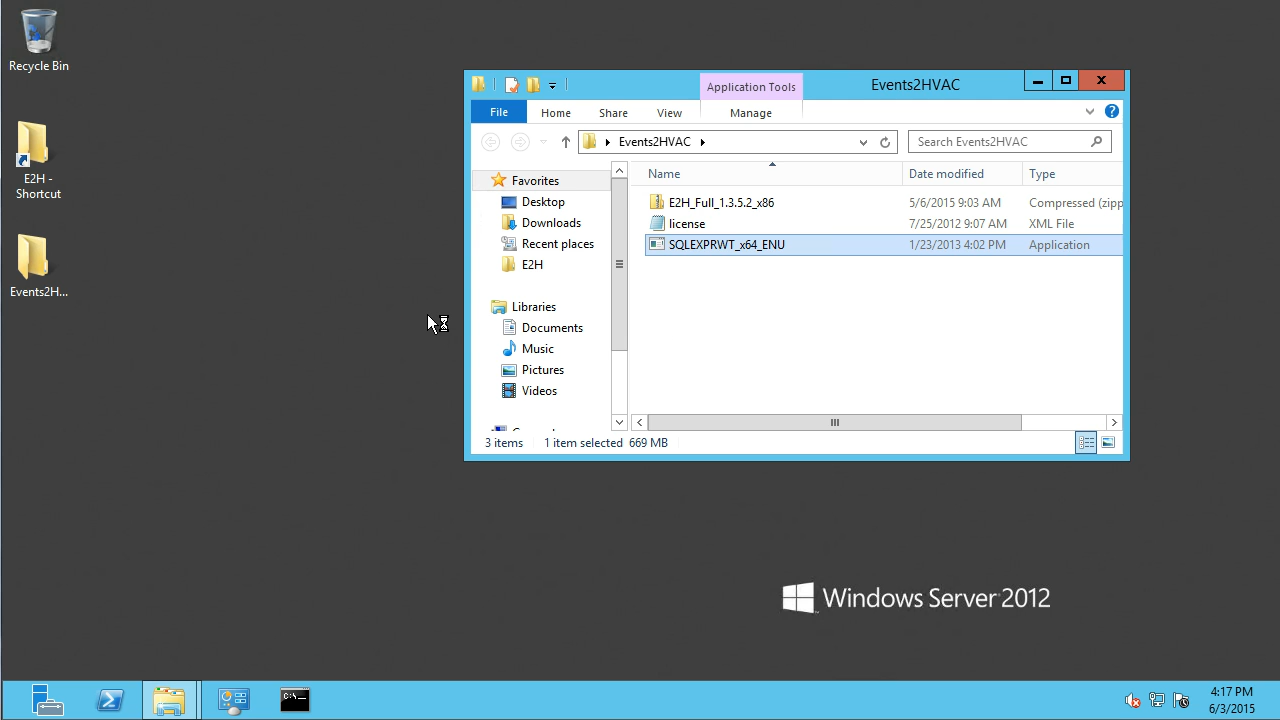 Recycle Bin
E2H -
Shortcut
Events2H...
Application Tools
Events2HVAC
File
Home
Share
View
Manage
Events2HVAC
Search Events2HVAC
Favorites
Desktop
Downloads
Recent places
E2H
Libraries
Documents
Music
Pictures
Videos
Name
Date modified
Type
E2H_Full_1.3.5.2_x86
5/6/2015 9:03 AM
Compressed (zipp
license
7/25/2012 9:07 AM
XML File
SQLEXPRWT_x64_ENU
1/23/2013 4:02 PM
Application
3 items
1 item selected 669 MB
Windows Server 2012
4:17 PM
6/3/2015